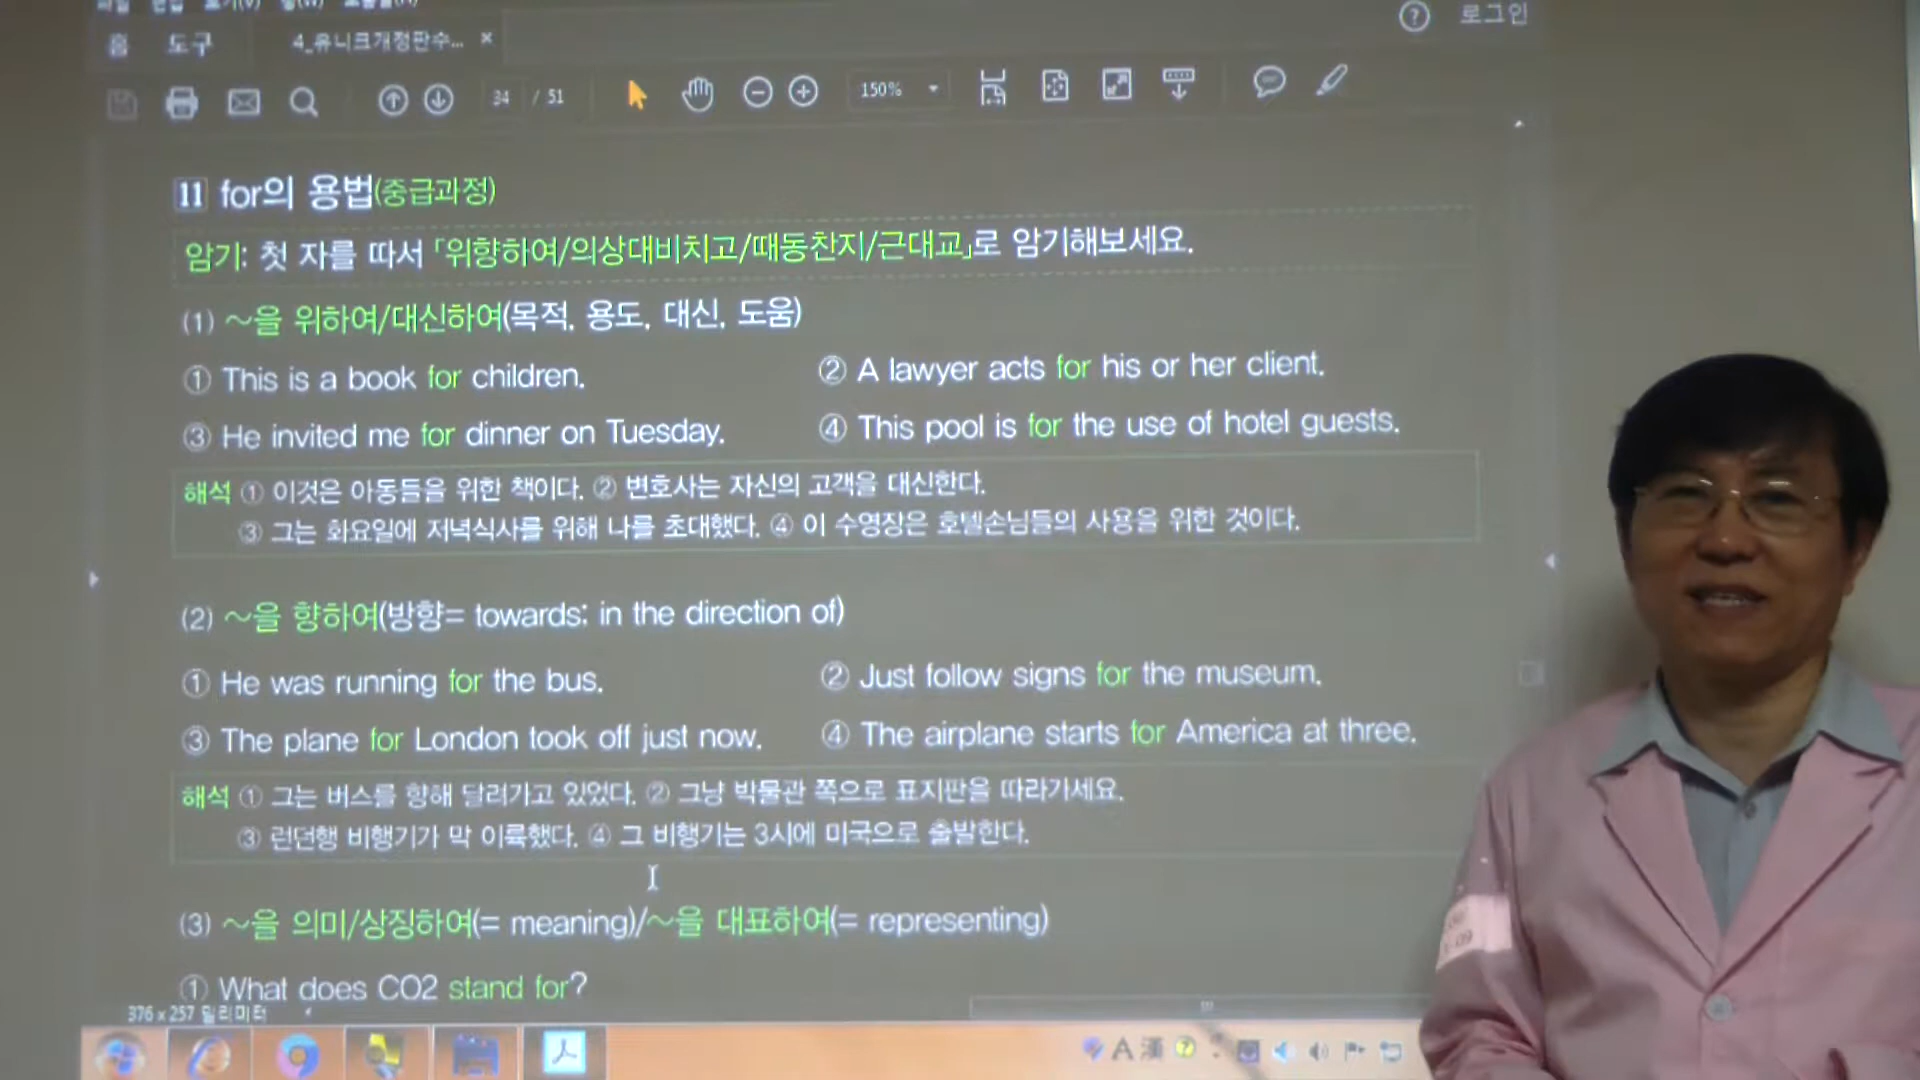 홈 도구 4_유니크개정판수... × ? 로그인
34 / 51 150%
11 for의 용법(중급과정)
암기: 첫 자를 따서 「위향하여/의상대비치고/때동찬지/근대교」로 암기해보세요.
(1) ~을 위하여/대신하여(목적, 용도, 대신, 도움)
① This is a book for children. ② A lawyer acts for his or her client.
③ He invited me for dinner on Tuesday. ④ This pool is for the use of hotel guests.
해석 ① 이것은 아동들을 위한 책이다. ② 변호사는 자신의 고객을 대신한다.
③ 그는 화요일에 저녁식사를 위해 나를 초대했다. ④ 이 수영장은 호텔손님들의 사용을 위한 것이다.
(2) ~을 향하여(방향= towards; in the direction of)
① He was running for the bus. ② Just follow signs for the museum.
③ The plane for London took off just now. ④ The airplane starts for America at three.
해석 ① 그는 버스를 향해 달려가고 있었다. ② 그냥 박물관 쪽으로 표지판을 따라가세요.
③ 런던행 비행기가 막 이륙했다. ④ 그 비행기는 3시에 미국으로 출발한다.
(3) ~을 의미/상징하여(= meaning)/~을 대표하여(= representing)
① What does CO2 stand for?
376 x 257 밀리미터
A 漢